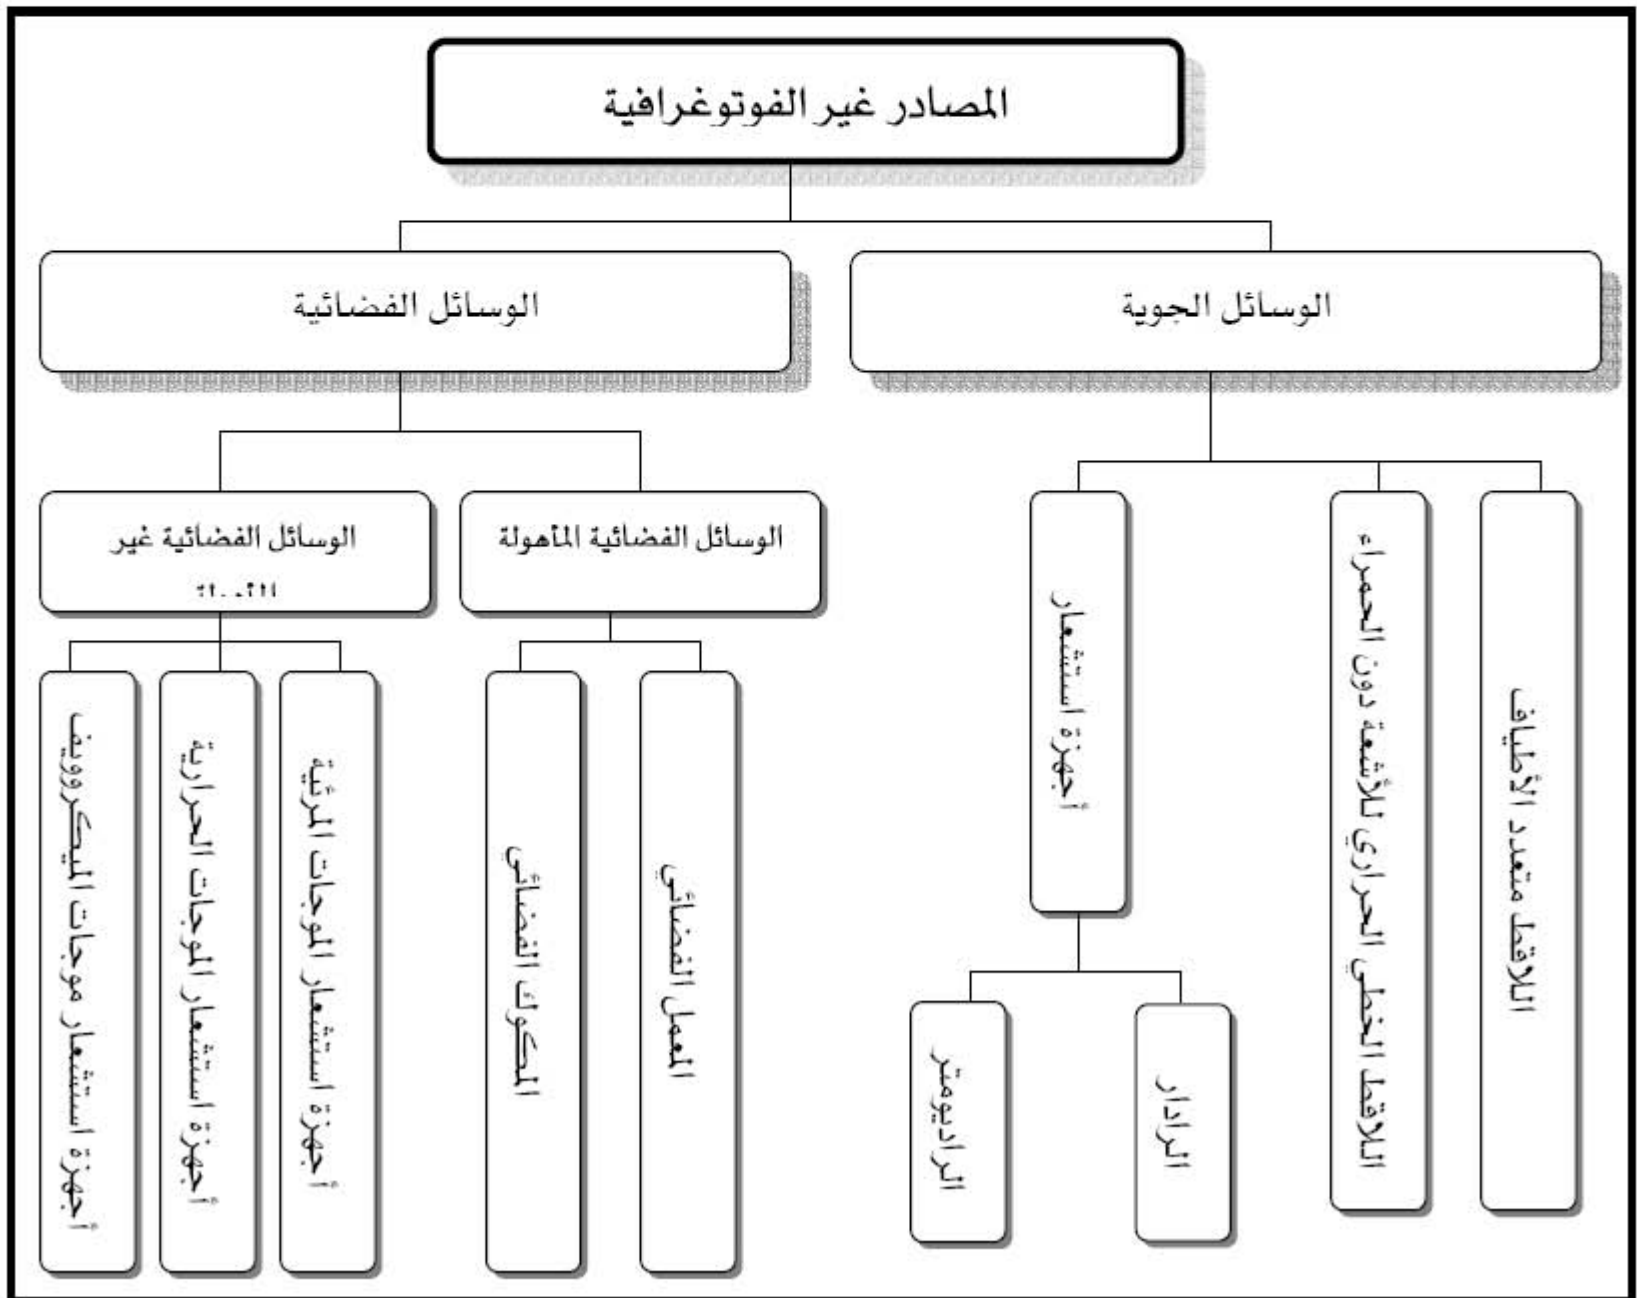 المصادر غير الفوتوغرافية
الوسائل الجوية
الوسائل الفضائية
اللاقط متعدد الأطياف
اللاقط الخطي الحراري للأشعة دون الحمراء
أجهزة استشعار
الرادار
الراديومتر
الوسائل الفضائية المأهولة
الوسائل الفضائية غير
المعمل الفضائي
المكوك الفضائي
أجهزة استشعار الموجات المرئية
أجهزة استشعار الموجات الحرارية
أجهزة استشعار موجات الميكروويف